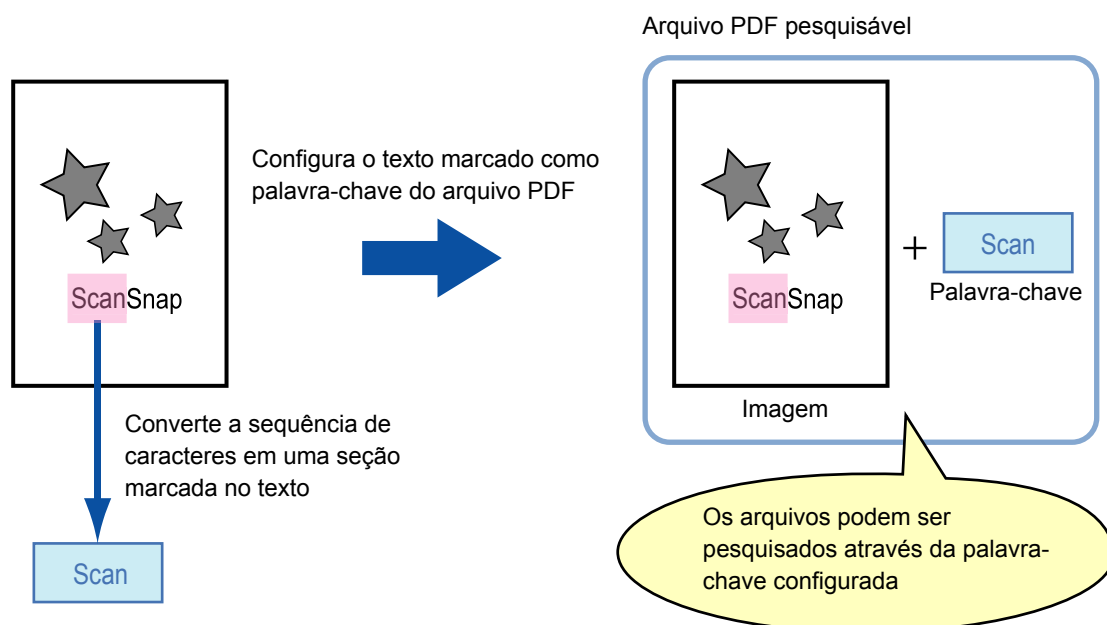 Arquivo PDF pesquisável
Configura o texto marcado como
palavra-chave do arquivo PDF
ScanSnap
Converte a sequência de
caracteres em uma seção
marcada no texto
Scan
ScanSnap
Imagem
+
Scan
Palavra-chave
Os arquivos podem ser
pesquisados através da palavra-
chave configurada